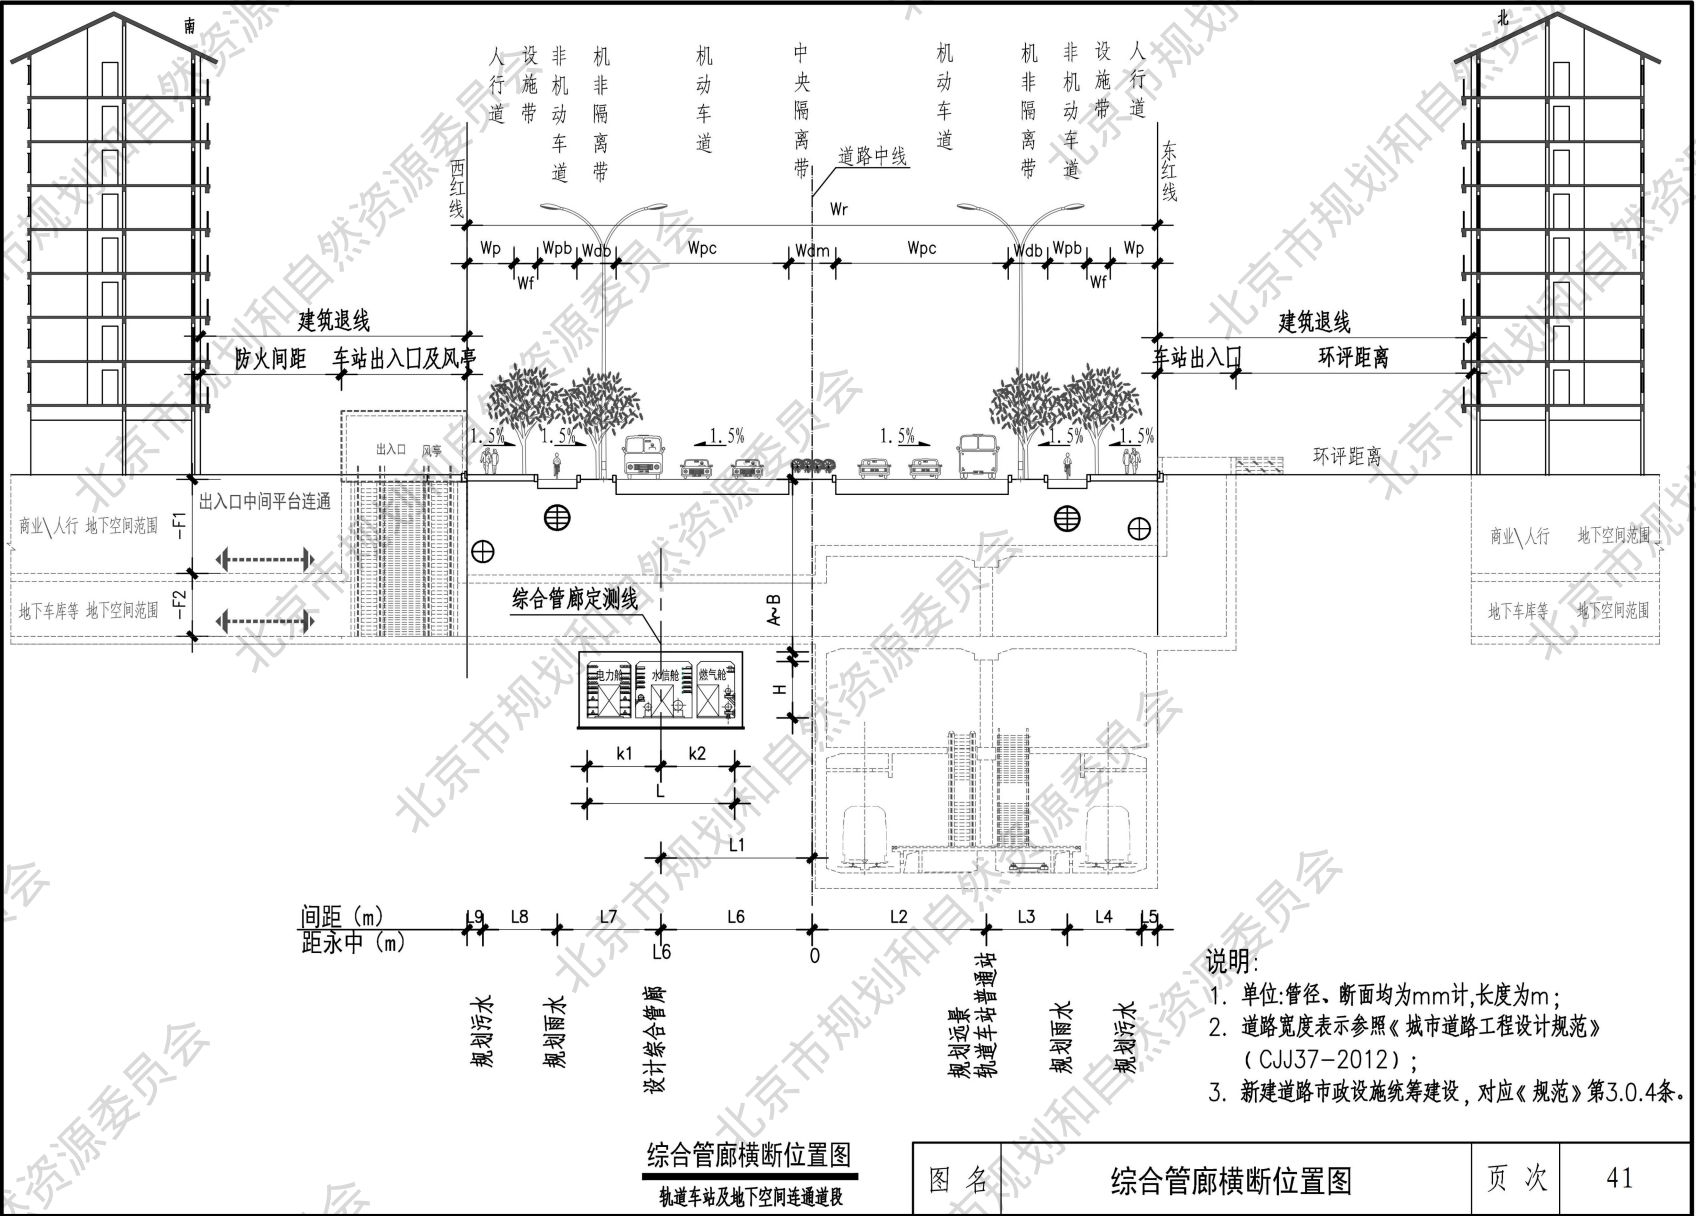 南
北
人行道
设施带
非机动车道
机非隔离带
机动车道
中央隔离带
机动车道
机非隔离带
非机动车道
设施带
人行道
道路中线
西红线
东红线
Wr
Wp
Wpb
Wdb
Wpc
Wdm
Wpc
Wdb
Wpb
Wp
Wf
Wf
建筑退线
建筑退线
防火间距
车站出入口及风亭
车站出入口
环评距离
1.5%
1.5%
1.5%
1.5%
1.5%
1.5%
出入口
风亭
环评距离
出入口中间平台连通
商业\人行 地下空间范围
-F1
商业\人行 地下空间范围
地下车库等 地下空间范围
-F2
地下车库等 地下空间范围
综合管廊定测线
A~B
电力舱
水信舱
燃气舱
H
k1
k2
L
L1
间距 (m)
L9
L8
L7
L6
L2
L3
L4
L5
距永中 (m)
L6
0
规划污水
规划雨水
设计综合管廊
规划远景
轨道车站普通站
规划雨水
规划污水
说明:
1. 单位:管径、断面均为mm计,长度为m；
2. 道路宽度表示参照《城市道路工程设计规范》
(CJJ37-2012)；
3. 新建道路市政设施统筹建设，对应《规范》第3.0.4条。
综合管廊横断位置图
轨道车站及地下空间连通道段
图 名
综合管廊横断位置图
页 次
41
北京市规划和自然资源委员会